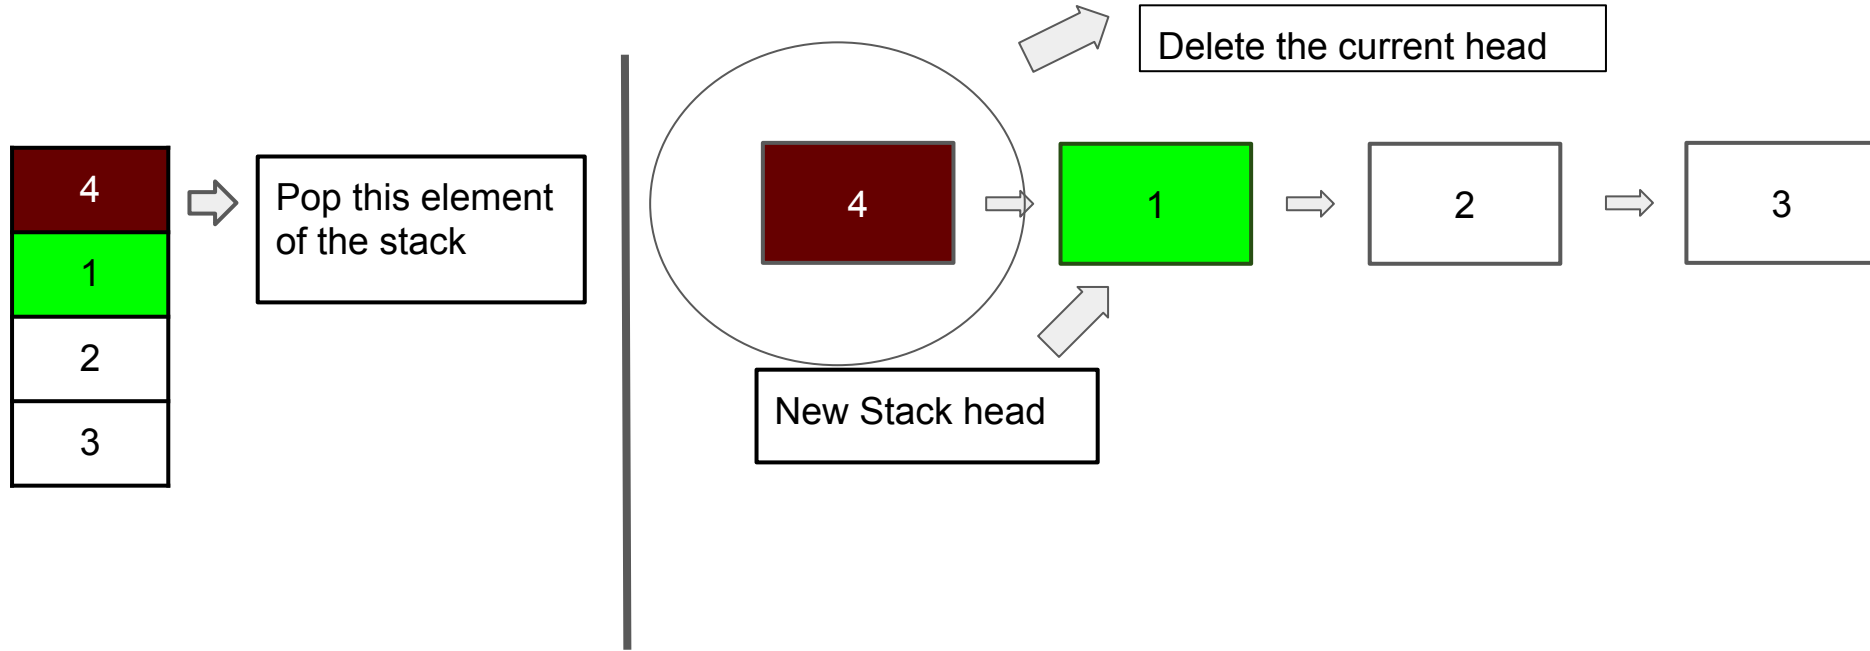 4
1
2
3
Pop this element
of the stack
Delete the current head
4
1
2
3
New Stack head